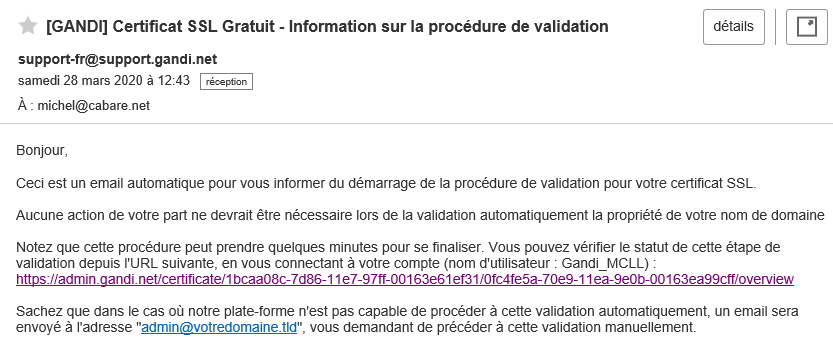 [GANDI] Certificat SSL Gratuit - Information sur la procédure de validation
détails
support-fr@support.gandi.net
samedi 28 mars 2020 à 12:43 réception
À : michel@cabare.net
Bonjour,
Ceci est un email automatique pour vous informer du démarrage de la procédure de validation pour votre certificat SSL.
Aucune action de votre part ne devrait être nécessaire lors de la validation automatiquement la propriété de votre nom de domaine
Notez que cette procédure peut prendre quelques minutes pour se finaliser. Vous pouvez vérifier le statut de cette étape de
validation depuis l'URL suivante, en vous connectant à votre compte (nom d'utilisateur : Gandi_MCLL) :
https://admin.gandi.net/certificate/1bcaa08c-7d86-11e7-97ff-00163e61ef31/0fc4fe5a-70e9-11ea-9e0b-00163ea99cff/overview
Sachez que dans le cas où notre plate-forme n'est pas capable de procéder à cette validation automatiquement, un email sera
envoyé à l'adresse "admin@votredomaine.tld", vous demandant de précéder à cette validation manuellement.